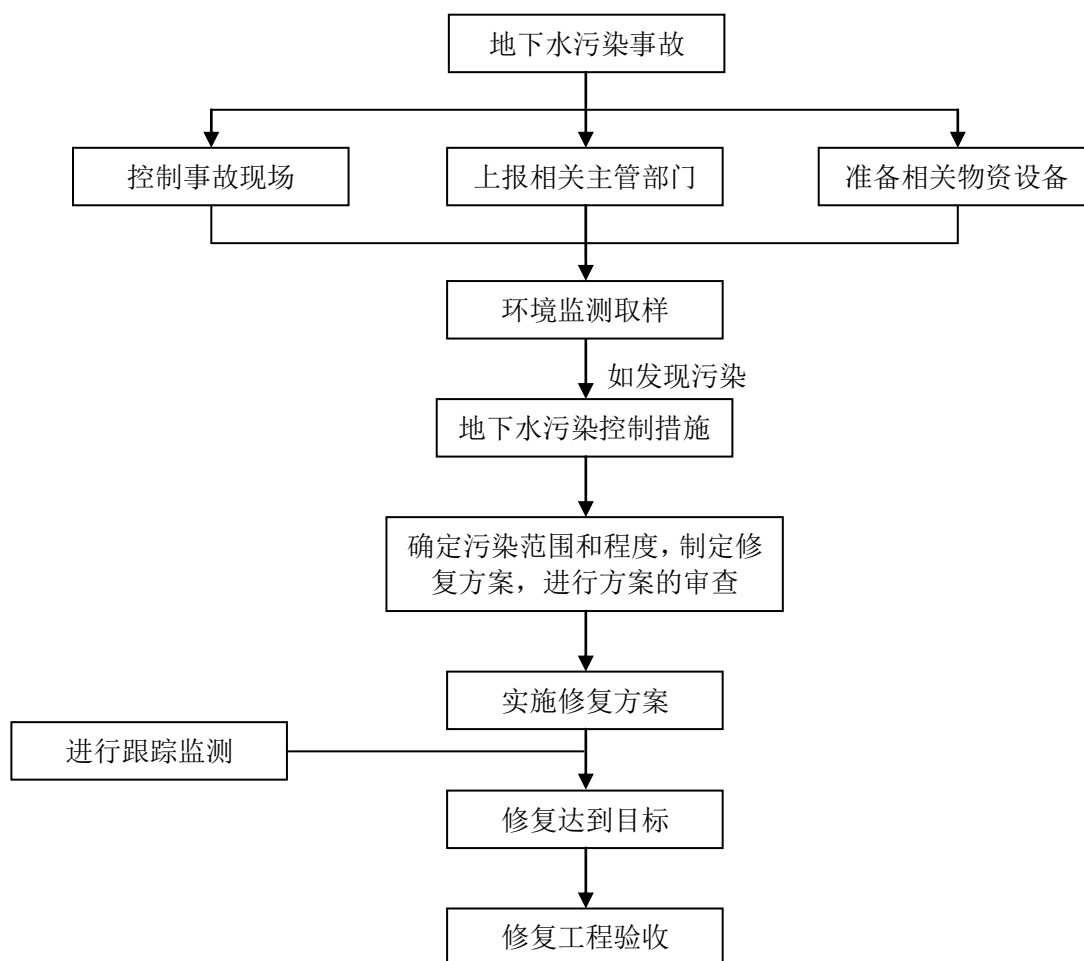 地下水污染事故
控制事故现场
上报相关主管部门
准备相关物资设备
环境监测取样
如发现污染
地下水污染控制措施
确定污染范围和程度，制定修
复方案，进行方案的审查
实施修复方案
进行跟踪监测
修复达到目标
修复工程验收